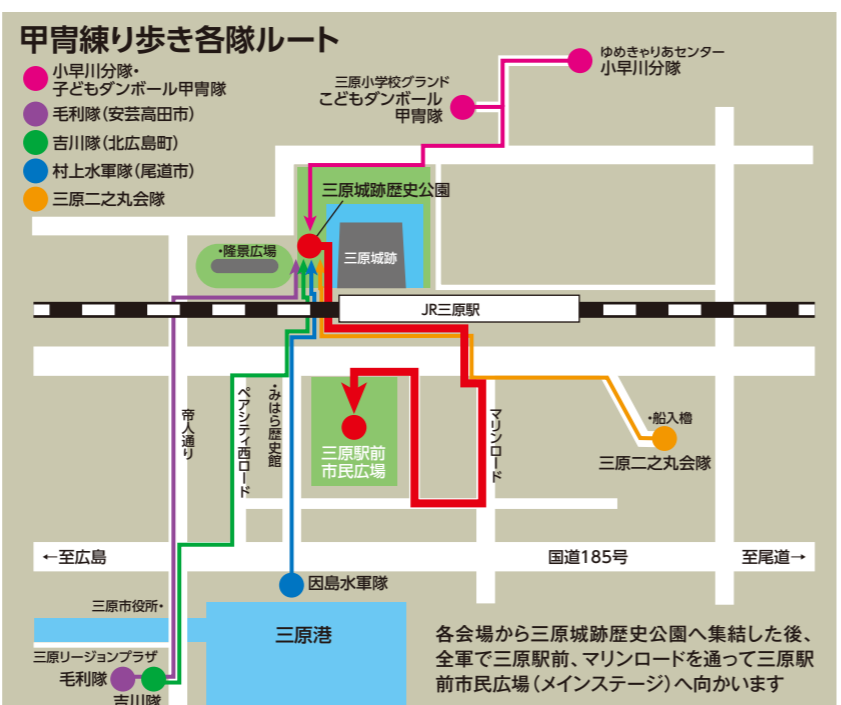 甲冑練り歩き各隊ルート
小早川分隊・
子どもダンボール甲冑隊
毛利隊(安芸高田市)
吉川隊(北広島町)
村上水軍隊(尾道市)
三原二之丸会隊
ゆめきゃりあセンター
小早川分隊
三原小学校グランド
こどもダンボール
甲冑隊
三原城跡歴史公園
・隆景広場
三原城跡
JR三原駅
帝人通り
ペアシティ西ロード
・みはら歴史館
三原駅前
市民広場
マリンロード
・船入櫓
三原二之丸会隊
←至広島
国道185号
至尾道→
因島水軍隊
三原市役所・
三原港
三原リージョンプラザ
毛利隊
吉川隊
各会場から三原城跡歴史公園へ集結した後、
全軍で三原駅前、マリンロードを通って三原駅
前市民広場(メインステージ)へ向かいます